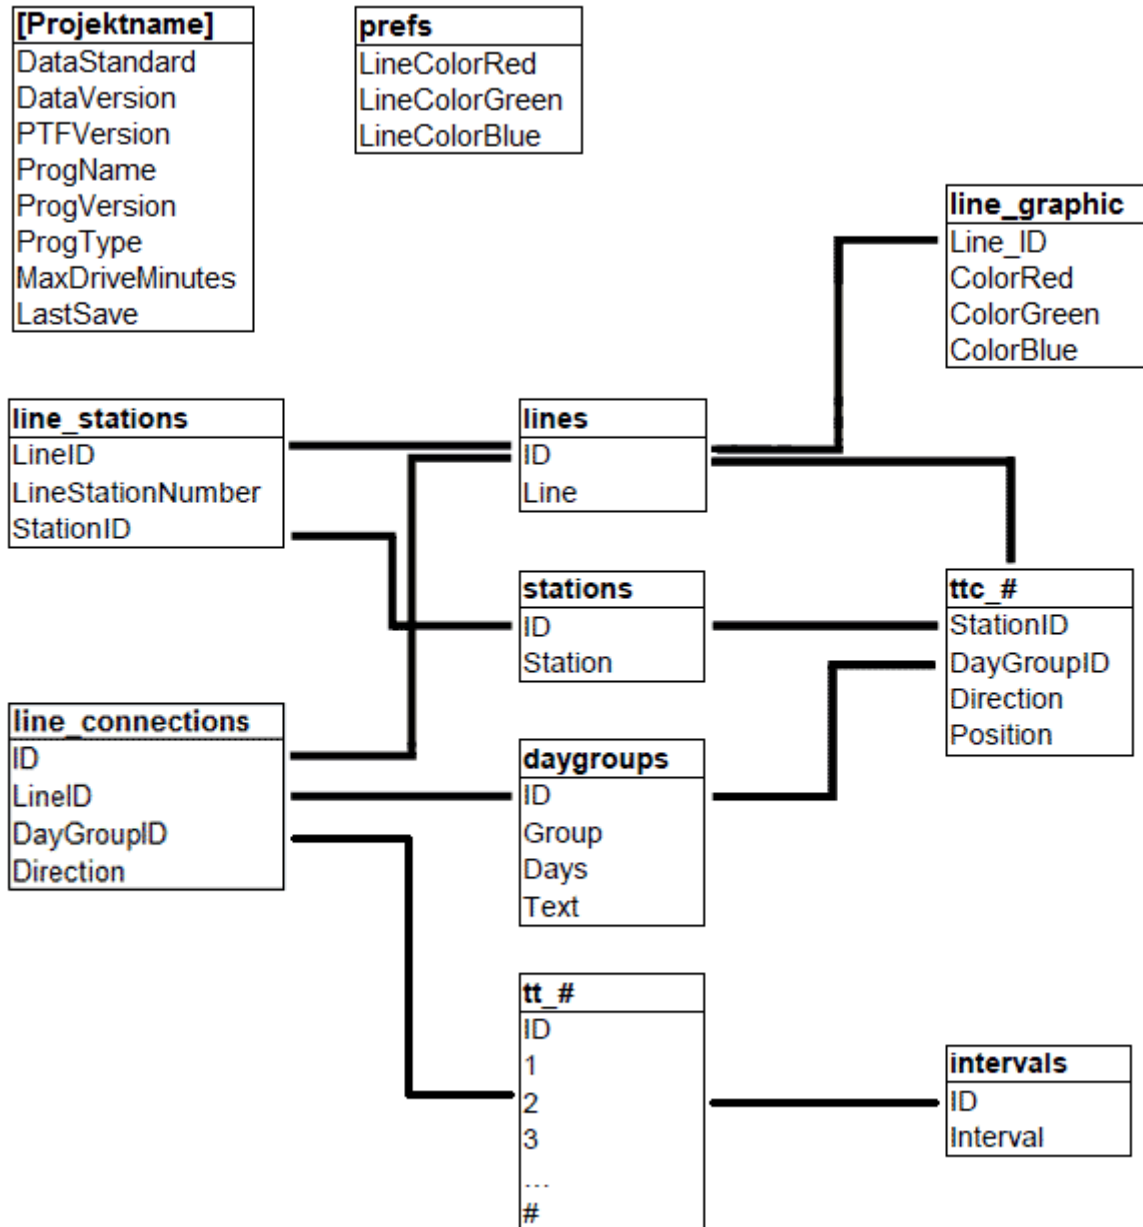 [Projektname]
DataStandard
DataVersion
PTFVersion
ProgName
ProgVersion
ProgType
MaxDriveMinutes
LastSave
prefs
LineColorRed
LineColorGreen
LineColorBlue
line_graphic
Line_ID
ColorRed
ColorGreen
ColorBlue
line_stations
LineID
LineStationNumber
StationID
lines
ID
Line
stations
ID
Station
ttc_#
StationID
DayGroupID
Direction
Position
line_connections
ID
LineID
DayGroupID
Direction
daygroups
ID
Group
Days
Text
tt_#
ID
1
2
3
...
#
intervals
ID
Interval